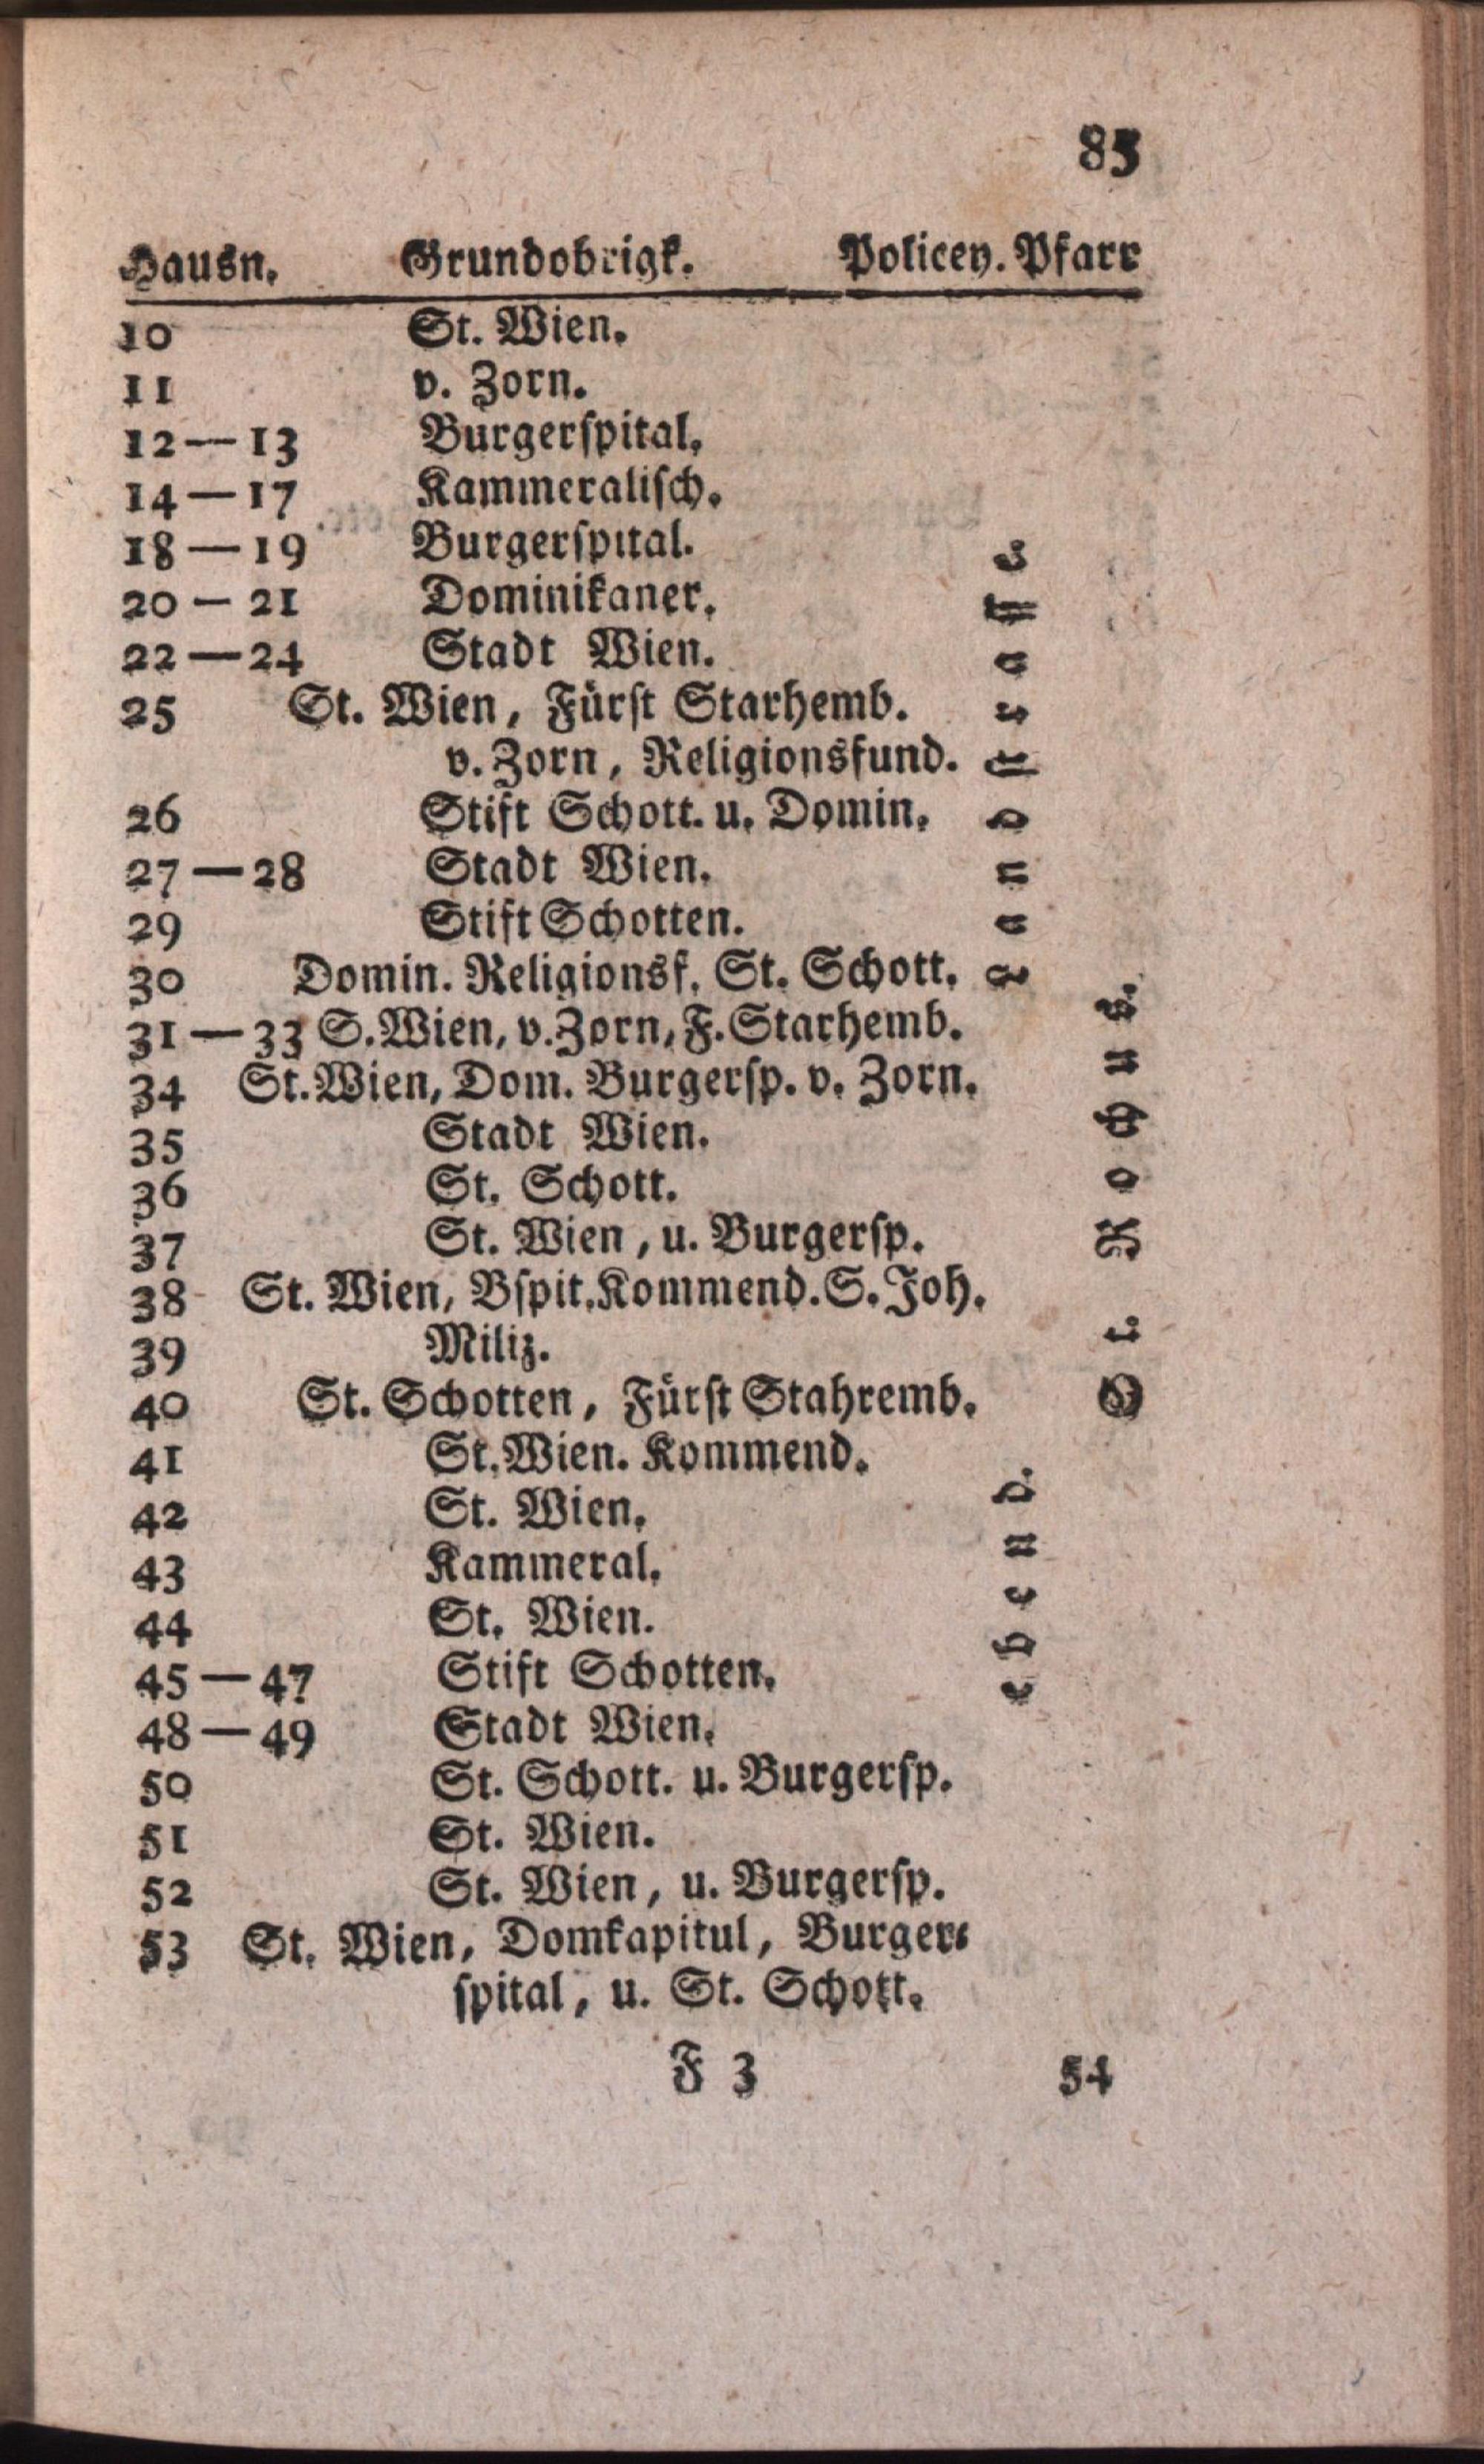 85
Hausn. Grundobrigk. Policey. Pfarr
10 St. Wien.
11 v. Zorn.
12—13 Burgerspital,
14—17 Kammeralisch.
18—19 Burgerspital.
20—21 Dominikaner.
22—24 Stadt Wien.
25 St. Wien, Fürst Starhemb.
v. Zorn, Religionsfund.
26 Stift Schott. u. Domin.
27—28 Stadt Wien.
29 Stift Schotten.
30 Domin. Religionsf. St. Schott.
31—33 S. Wien, v. Zorn, F. Starhemb.
34 St. Wien, Dom. Burgersp. v. Zorn.
35 Stadt Wien.
36 St. Schott.
37 St. Wien, u. Burgersp.
38 St. Wien, Bspit. Kommend. S. Joh.
39 Miliz.
40 St. Schotten, Fürst Stahremb.
41 St. Wien. Kommend.
42 St. Wien.
43 Kammeral.
44 St. Wien.
45—47 Stift Schotten.
48—49 Stadt Wien.
50 St. Schott. u. Burgersp.
51 St. Wien.
52 St. Wien, u. Burgersp.
53 St. Wien, Domkapitul, Burger-
spital, u. St. Schott.
Landstrasse
ebend.
St. Rochus.
F 3 54